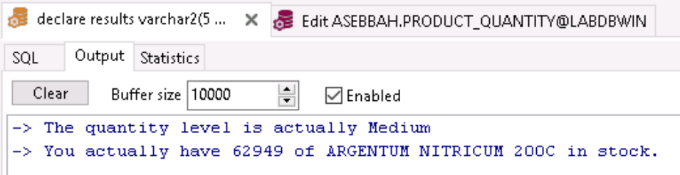 declare results varchar2(5 ...
Edit ASEBBAH.PRODUCT_QUANTITY@LABDBWIN
SQL
Output
Statistics
Clear
Buffer size 10000
Enabled
-> The quantity level is actually Medium
-> You actually have 62949 of ARGENTUM NITRICUM 200C in stock.